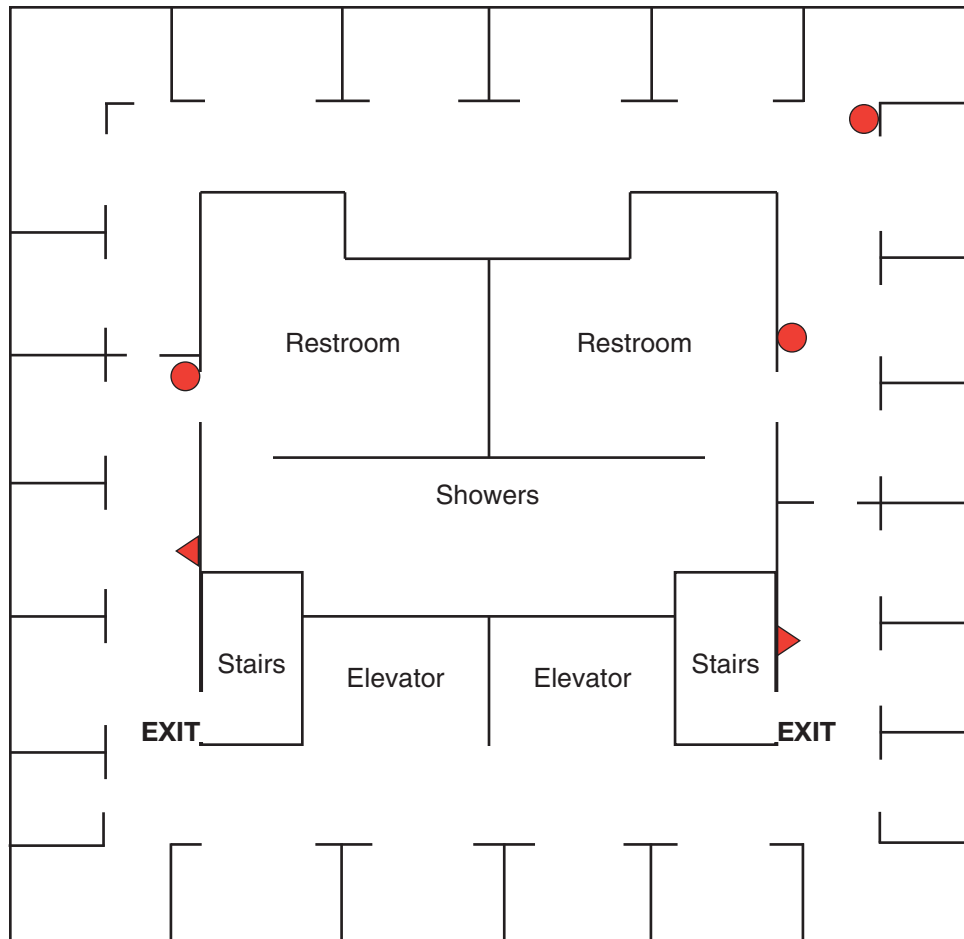 Restroom
Restroom
Showers
Stairs
Elevator
Elevator
Stairs
EXIT
EXIT